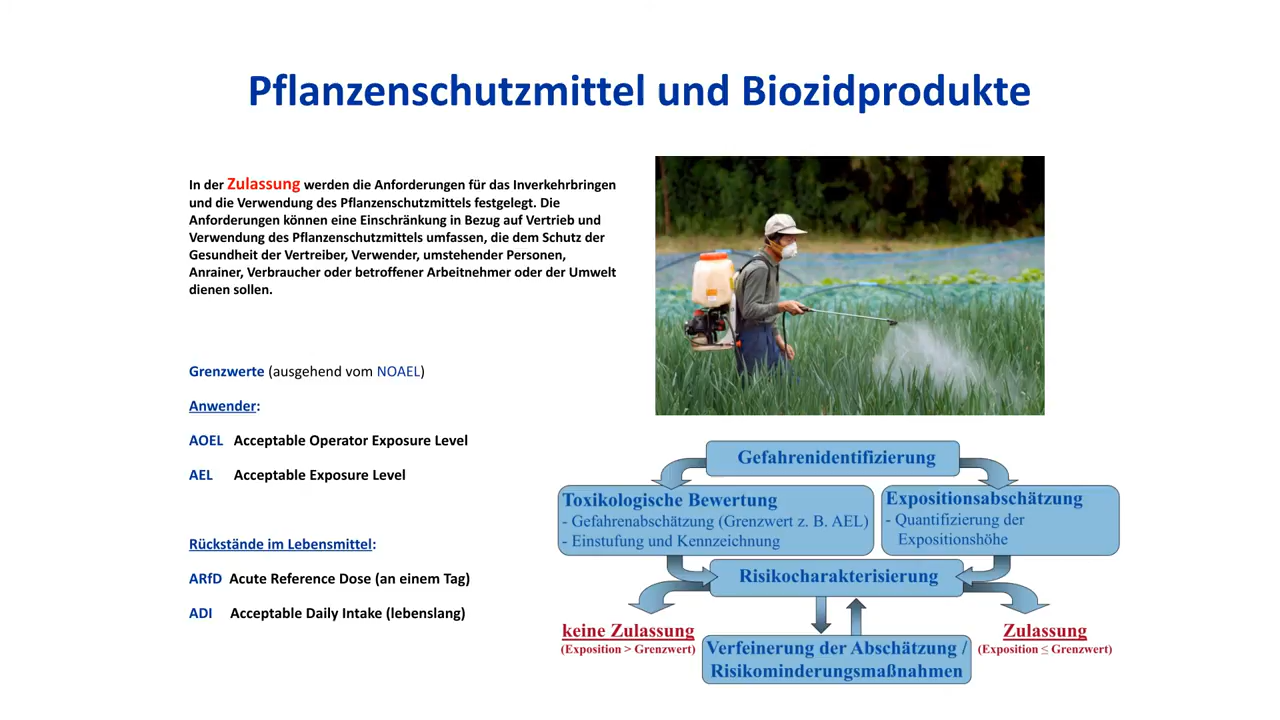 Pflanzenschutzmittel und Biozidprodukte
In der Zulassung werden die Anforderungen für das Inverkehrbringen
und die Verwendung des Pflanzenschutzmittels festgelegt. Die
Anforderungen können eine Einschränkung in Bezug auf Vertrieb und
Verwendung des Pflanzenschutzmittels umfassen, die dem Schutz der
Gesundheit der Vertreiber, Verwender, umstehender Personen,
Anrainer, Verbraucher oder betroffener Arbeitnehmer oder der Umwelt
dienen sollen.
Grenzwerte (ausgehend vom NOAEL)
Anwender:
AOEL Acceptable Operator Exposure Level
AEL Acceptable Exposure Level
Rückstände im Lebensmittel:
ARfD Acute Reference Dose (an einem Tag)
ADI Acceptable Daily Intake (lebenslang)
Gefahrenidentifizierung
Toxikologische Bewertung
- Gefahrenabschätzung (Grenzwert z. B. AEL)
- Einstufung und Kennzeichnung
Expositionsabschätzung
- Quantifizierung der
Expositionshöhe
Risikocharakterisierung
keine Zulassung
(Exposition > Grenzwert)
Verfeinerung der Abschätzung /
Risikominderungsmaßnahmen
Zulassung
(Exposition ≤ Grenzwert)